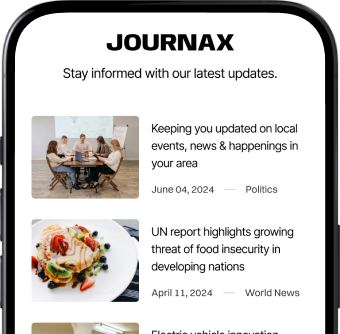 JOURNAX
Stay informed with our latest updates.
Keeping you updated on local
events, news & happenings in
your area
June 04, 2024 — Politics
UN report highlights growing
threat of food insecurity in
developing nations
April 11, 2024 — World News
Electric vehicle innovation